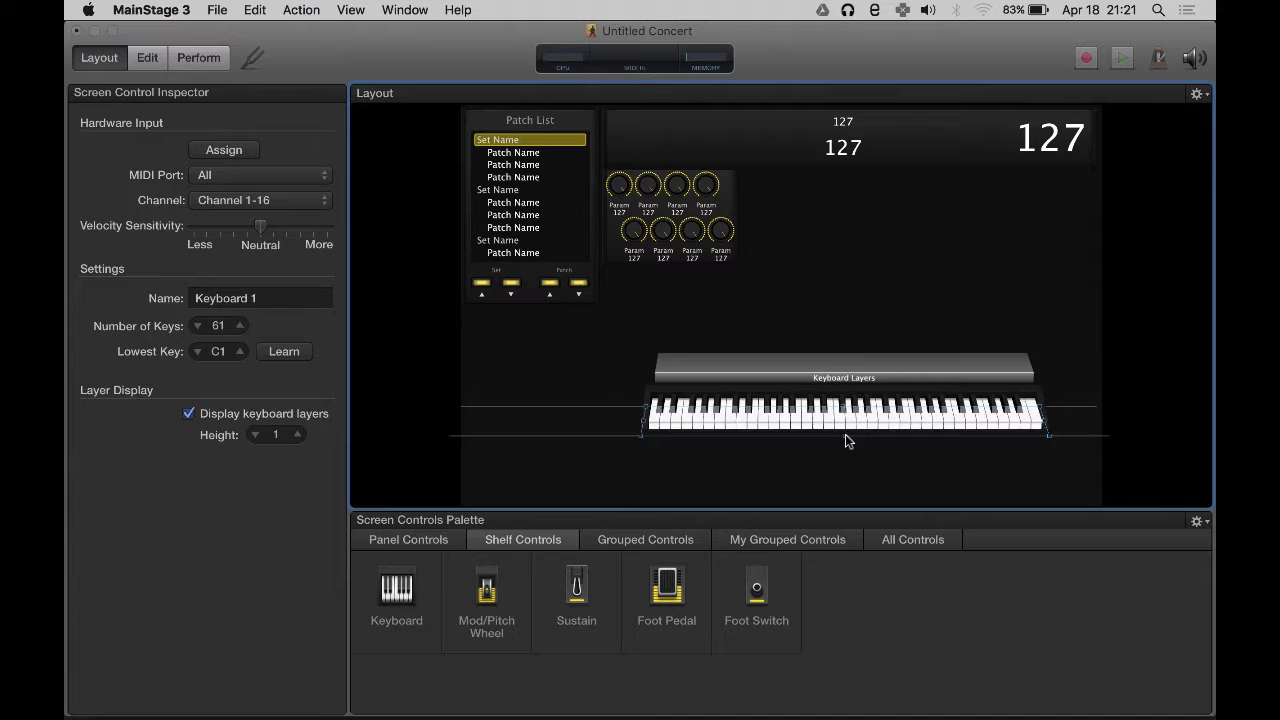 MainStage 3 File Edit Action View Window Help 83% Apr 18 21:21
Untitled Concert
Layout Edit Perform
CPU MIDI In MEMORY
Screen Control Inspector
Hardware Input
Assign
MIDI Port: All
Channel: Channel 1-16
Velocity Sensitivity:
Less Neutral More
Settings
Name: Keyboard 1
Number of Keys: 61
Lowest Key: C1 Learn
Layer Display
Display keyboard layers
Height: 1
Layout
Patch List
Set Name
Patch Name
Patch Name
Patch Name
Set Name
Patch Name
Patch Name
Patch Name
Set Name
Patch Name
Set Patch
127
127
127
Param Param Param Param
127 127 127 127
Param Param Param Param
127 127 127 127
Keyboard Layers
Screen Controls Palette
Panel Controls Shelf Controls Grouped Controls My Grouped Controls All Controls
Keyboard Mod/Pitch Sustain Foot Pedal Foot Switch
Wheel